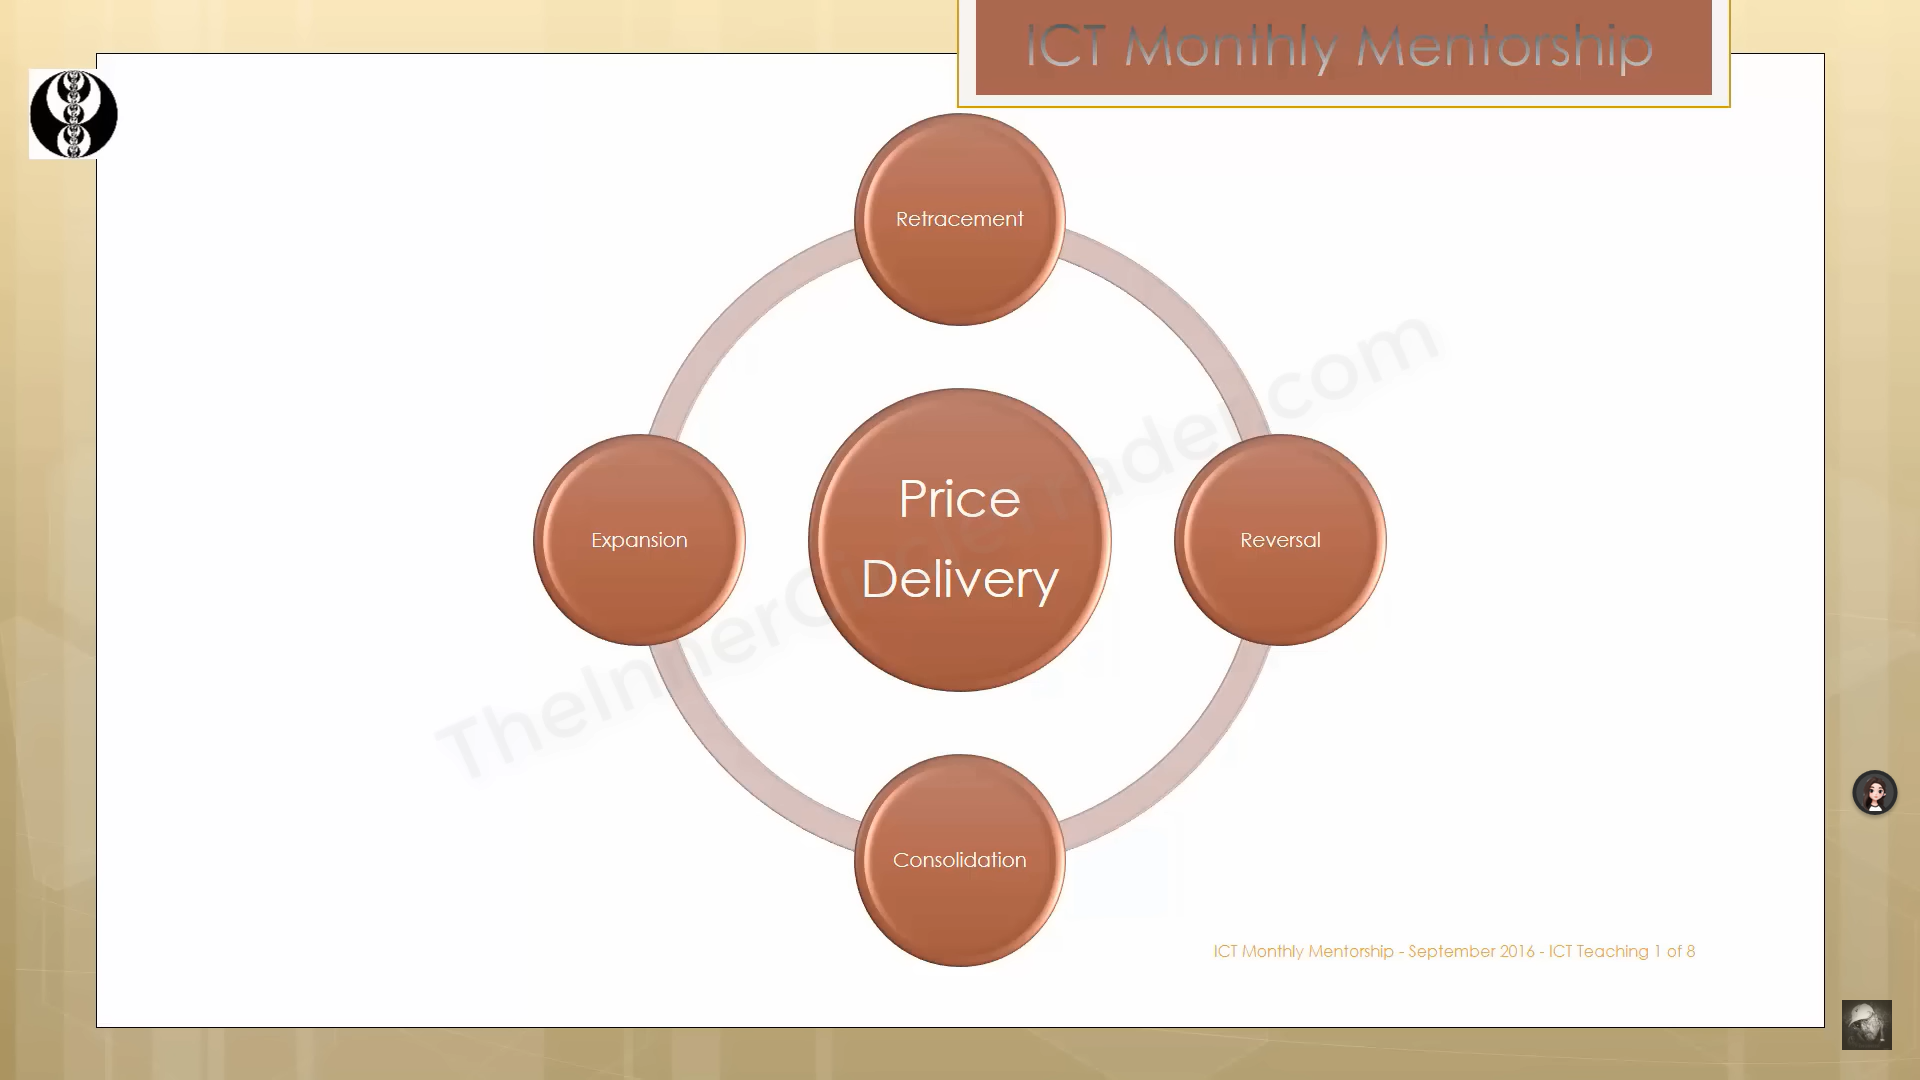 ICT Monthly Mentorship
Retracement
Expansion
Price
Delivery
Reversal
Consolidation
TheInnerCircleTrader.com
ICT Monthly Mentorship - September 2016 - ICT Teaching 1 of 8